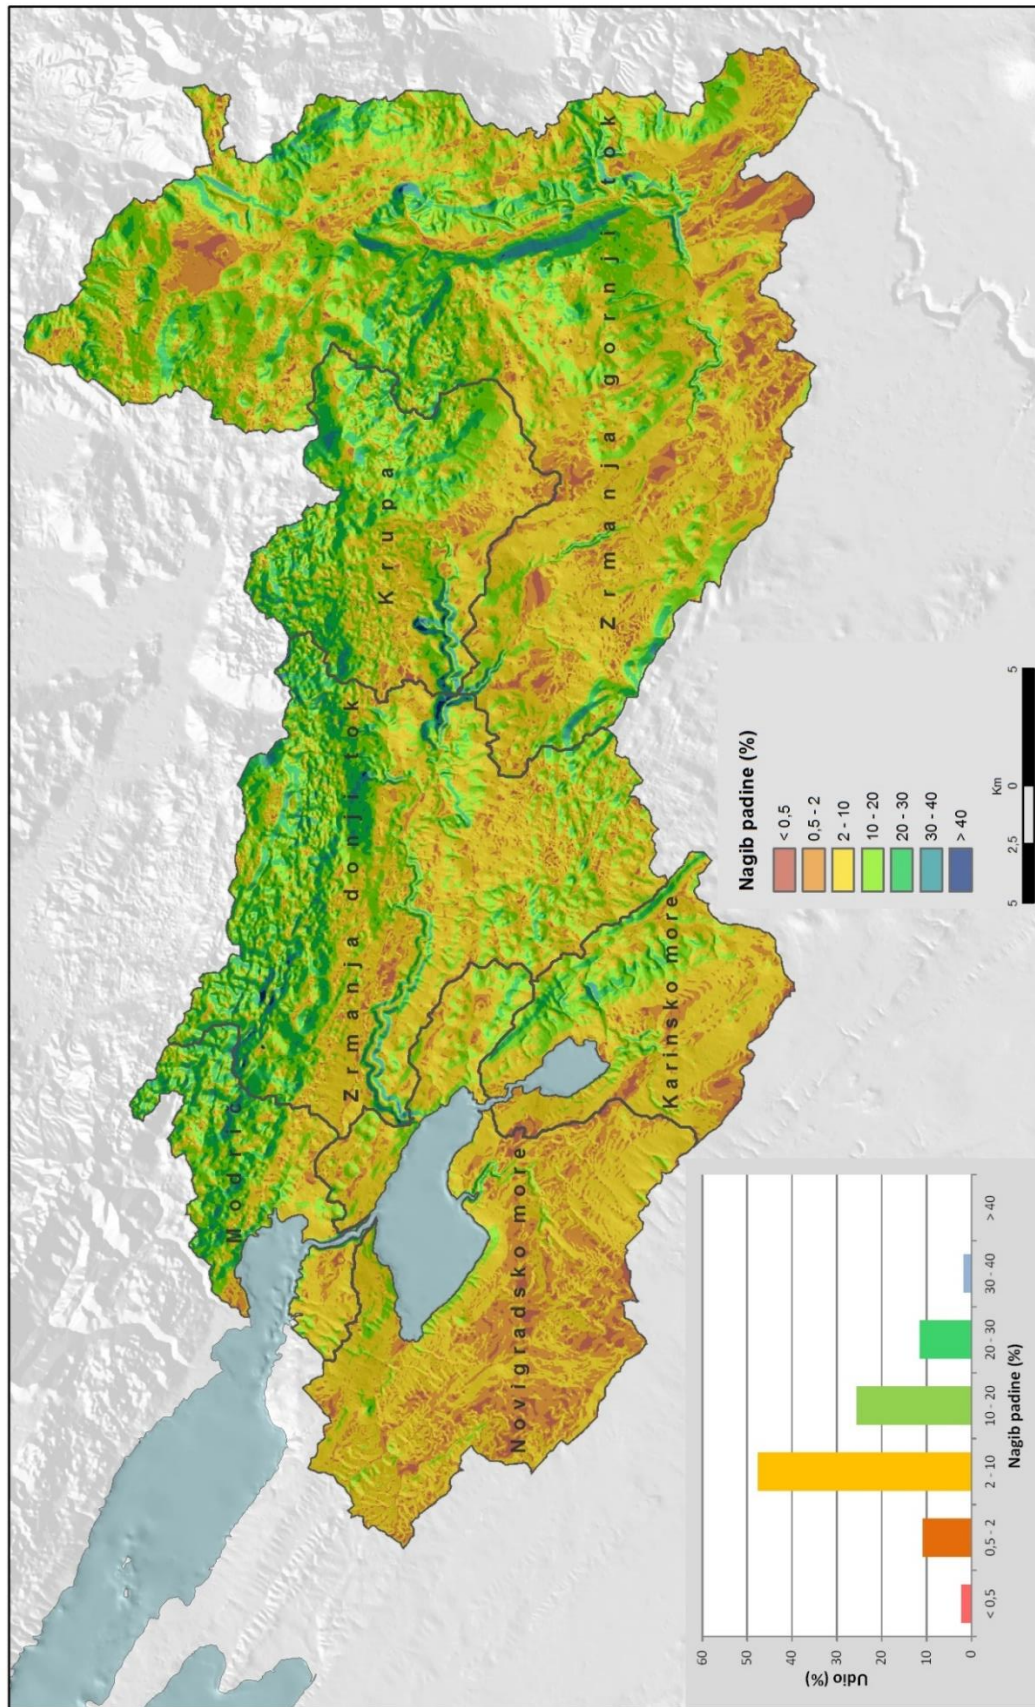 Modrič
Zrmanja donji tok
Krupa
Zrmanja gornji tok
Novigradsko more
Karinsko more
Nagib padine (%)
< 0,5
0,5 - 2
2 - 10
10 - 20
20 - 30
30 - 40
> 40
5 2,5 0 5
Km
Udio (%)
60
50
40
30
20
10
0
< 0,5 0,5 - 2 2 - 10 10 - 20 20 - 30 30 - 40 > 40
Nagib padine (%)